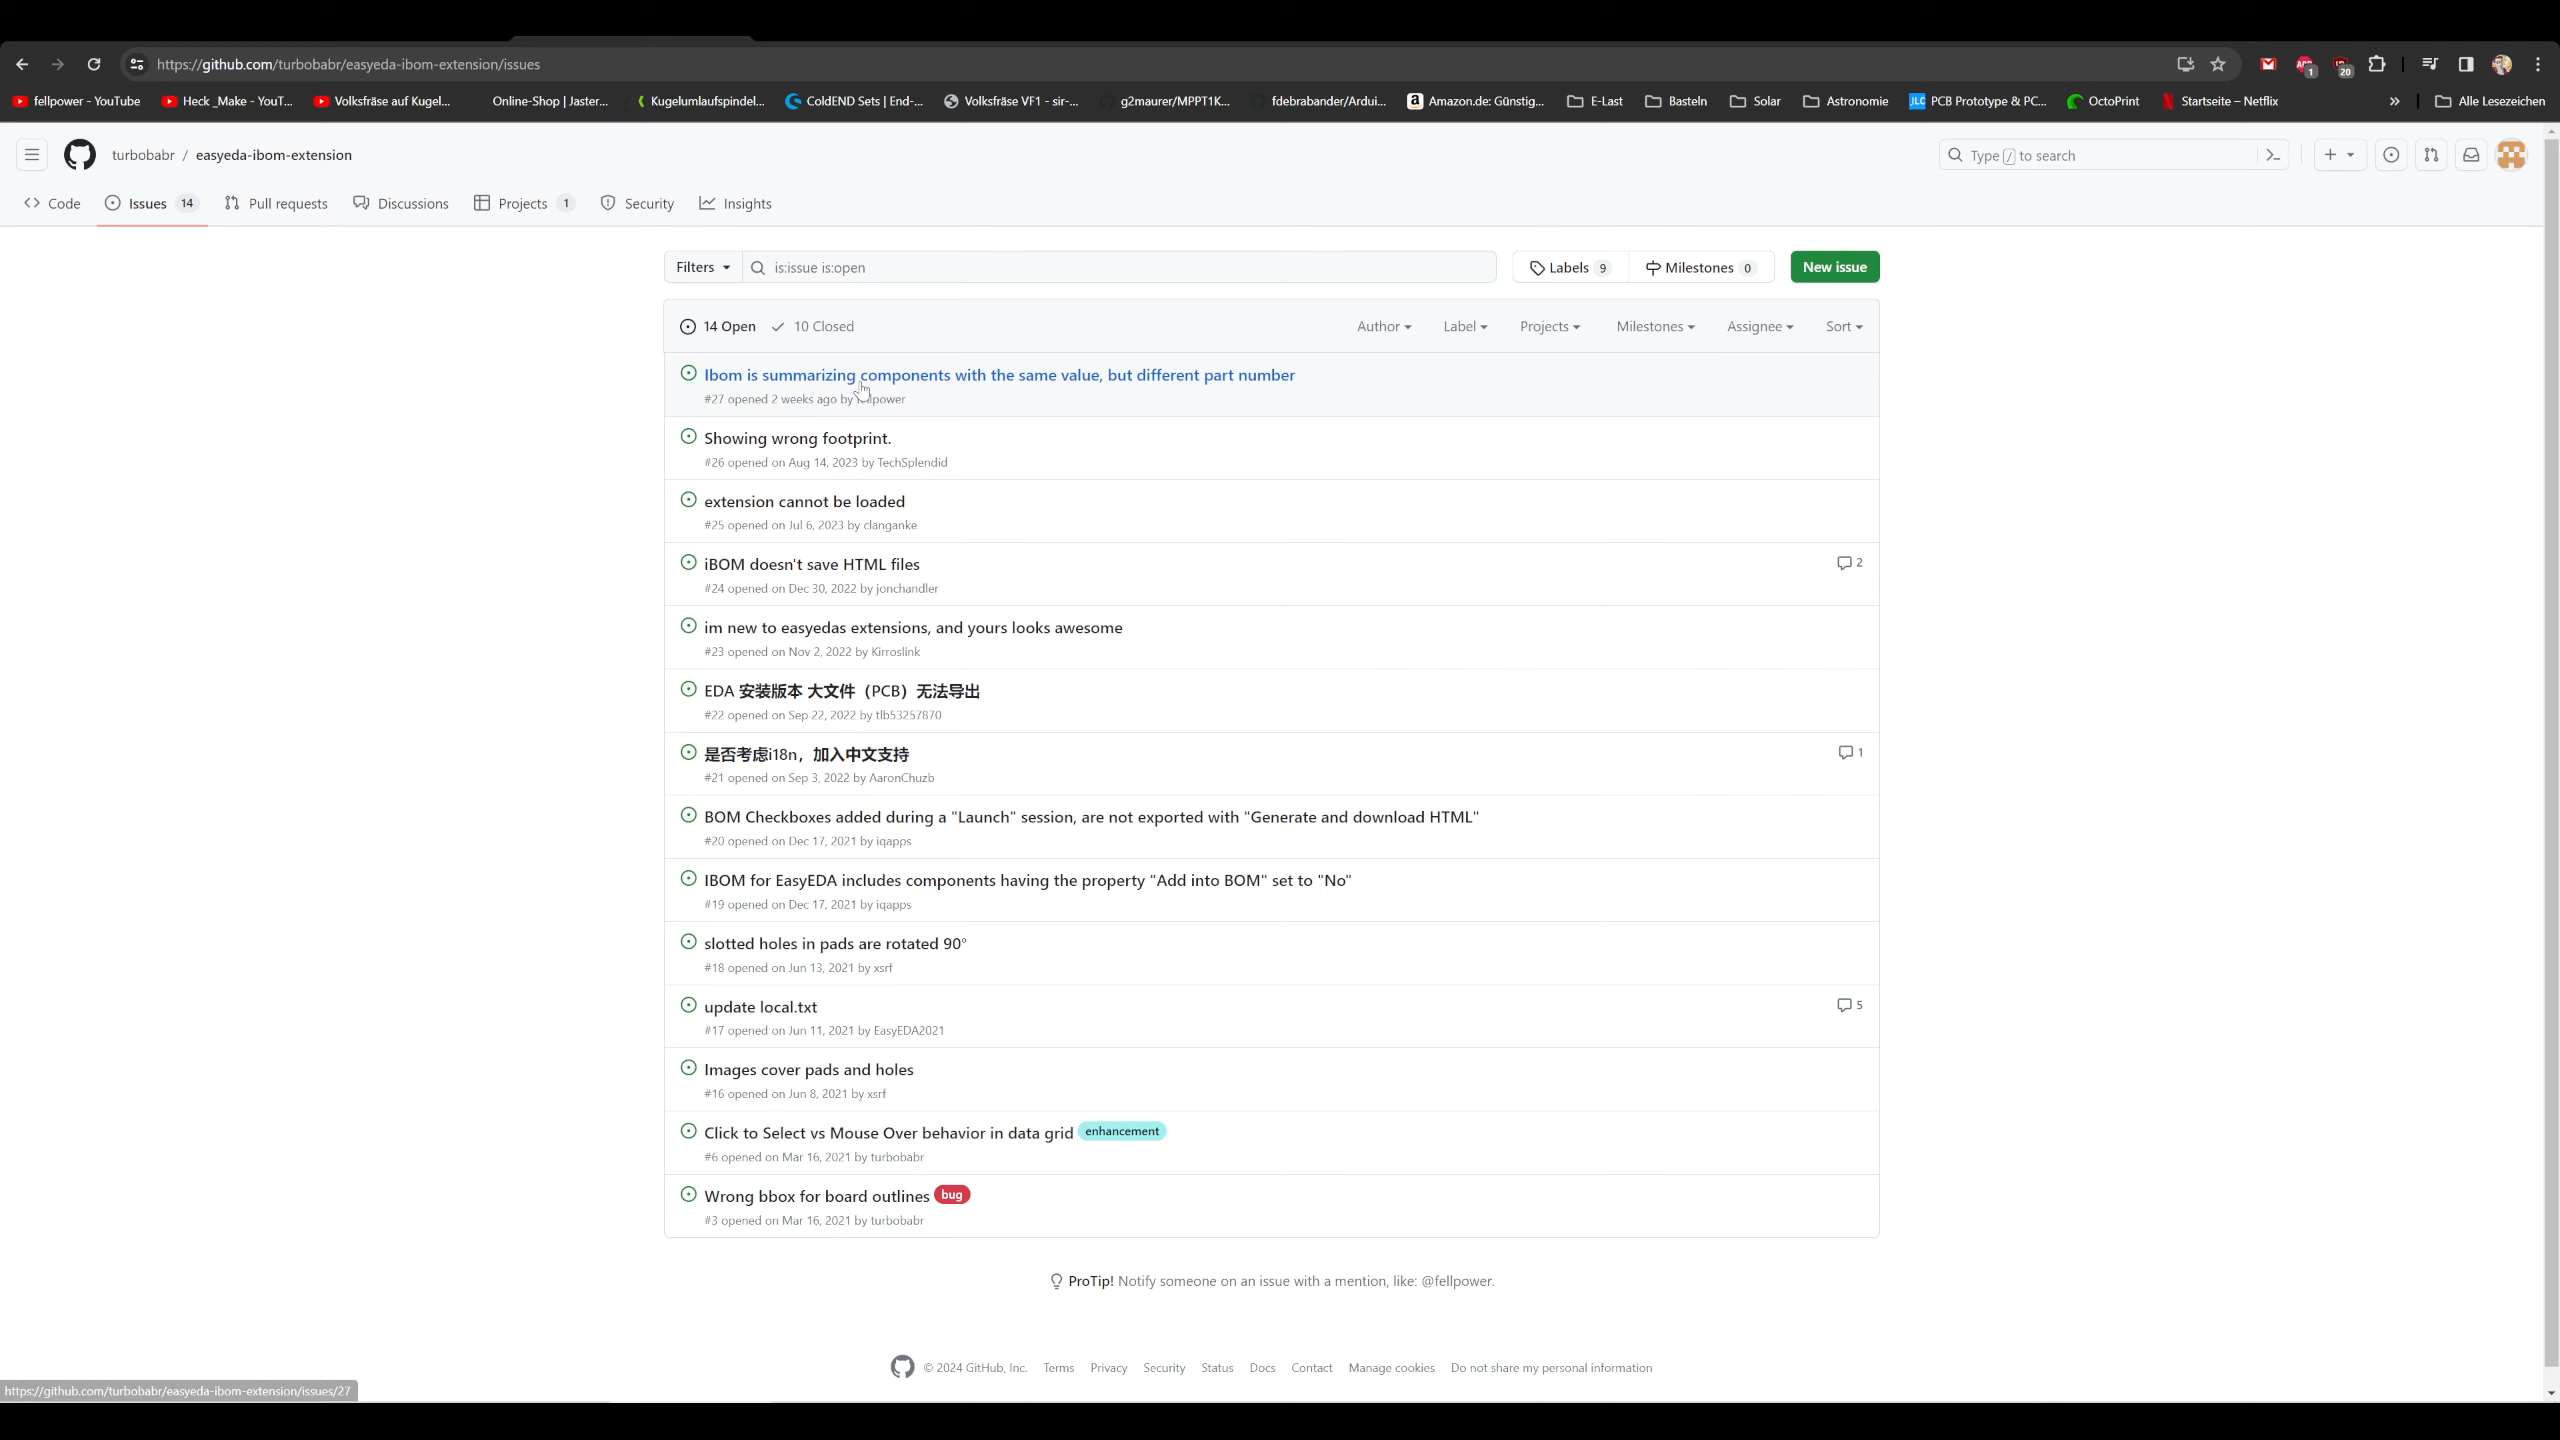 https://github.com/turbobabr/easyeda-ibom-extension/issues
1
20
fellpower - YouTube
Heck _Make - YouT...
Volksfräse auf Kugel...
Online-Shop | Jaster...
Kugelumlaufspindel...
ColdEND Sets | End-...
Volksfräse VF1 - sir-...
g2maurer/MPPT1K...
fdebrabander/Ardui...
Amazon.de: Günstig...
E-Last
Basteln
Solar
Astronomie
JLC PCB Prototype & PC...
OctoPrint
Startseite – Netflix
»
Alle Lesezeichen
turbobabr / easyeda-ibom-extension
Type / to search
Code
Issues 14
Pull requests
Discussions
Projects 1
Security
Insights
Filters
is:issue is:open
Labels 9
Milestones 0
New issue
14 Open
10 Closed
Author
Label
Projects
Milestones
Assignee
Sort
Ibom is summarizing components with the same value, but different part number
#27 opened 2 weeks ago by
Showing wrong footprint.
#26 opened on Aug 14, 2023 by TechSplendid
extension cannot be loaded
#25 opened on Jul 6, 2023 by clanganke
iBOM doesn't save HTML files
2
#24 opened on Dec 30, 2022 by jonchandler
im new to easyedas extensions, and yours looks awesome
#23 opened on Nov 2, 2022 by Kirroslink
EDA 安装版本 大文件（PCB）无法导出
#22 opened on Sep 22, 2022 by tlb53257870
是否考虑i18n，加入中文支持
1
#21 opened on Sep 3, 2022 by AaronChuzb
BOM Checkboxes added during a "Launch" session, are not exported with "Generate and download HTML"
#20 opened on Dec 17, 2021 by iqapps
IBOM for EasyEDA includes components having the property "Add into BOM" set to "No"
#19 opened on Dec 17, 2021 by iqapps
slotted holes in pads are rotated 90°
#18 opened on Jun 13, 2021 by xsrf
update local.txt
5
#17 opened on Jun 11, 2021 by EasyEDA2021
Images cover pads and holes
#16 opened on Jun 8, 2021 by xsrf
Click to Select vs Mouse Over behavior in data grid enhancement
#6 opened on Mar 16, 2021 by turbobabr
Wrong bbox for board outlines bug
#3 opened on Mar 16, 2021 by turbobabr
ProTip! Notify someone on an issue with a mention, like: @fellpower.
© 2024 GitHub, Inc.
Terms
Privacy
Security
Status
Docs
Contact
Manage cookies
Do not share my personal information
https://github.com/turbobabr/easyeda-ibom-extension/issues/27